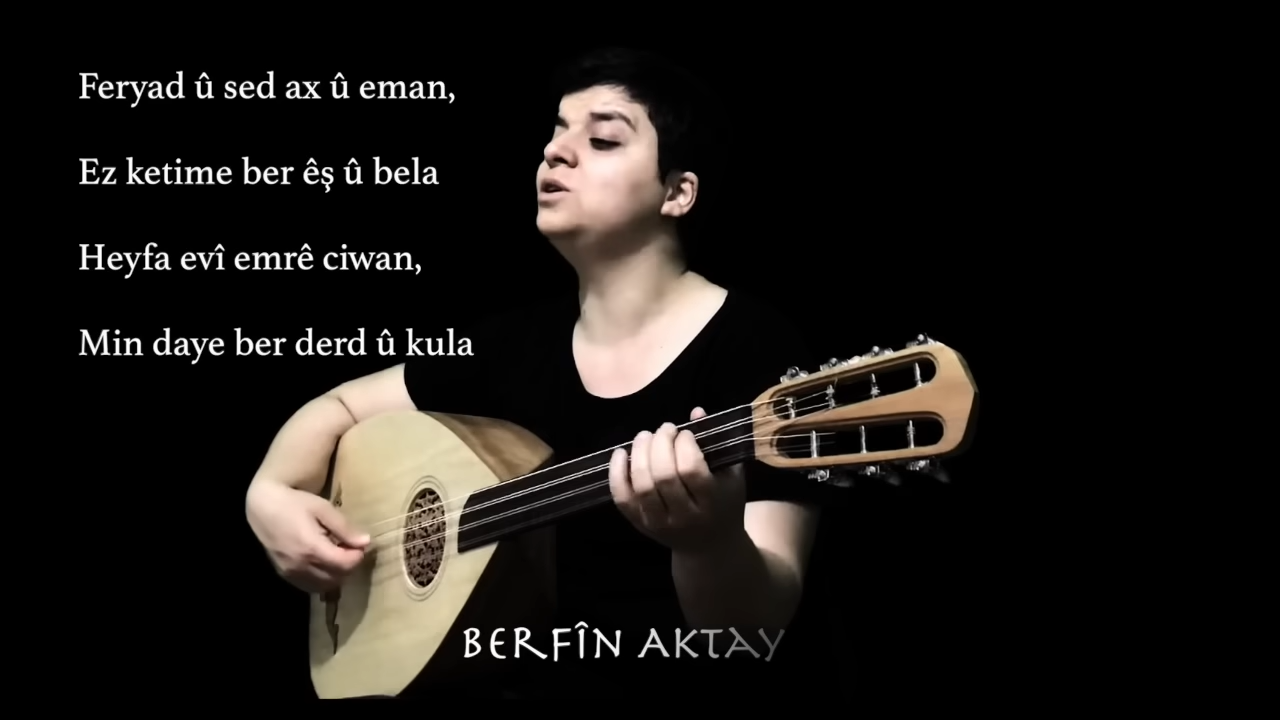 Feryad û sed ax û eman,
Ez ketime ber êş û bela
Heyfa evî emrê ciwan,
Min daye ber derd û kula
BERFÎN AKTAY